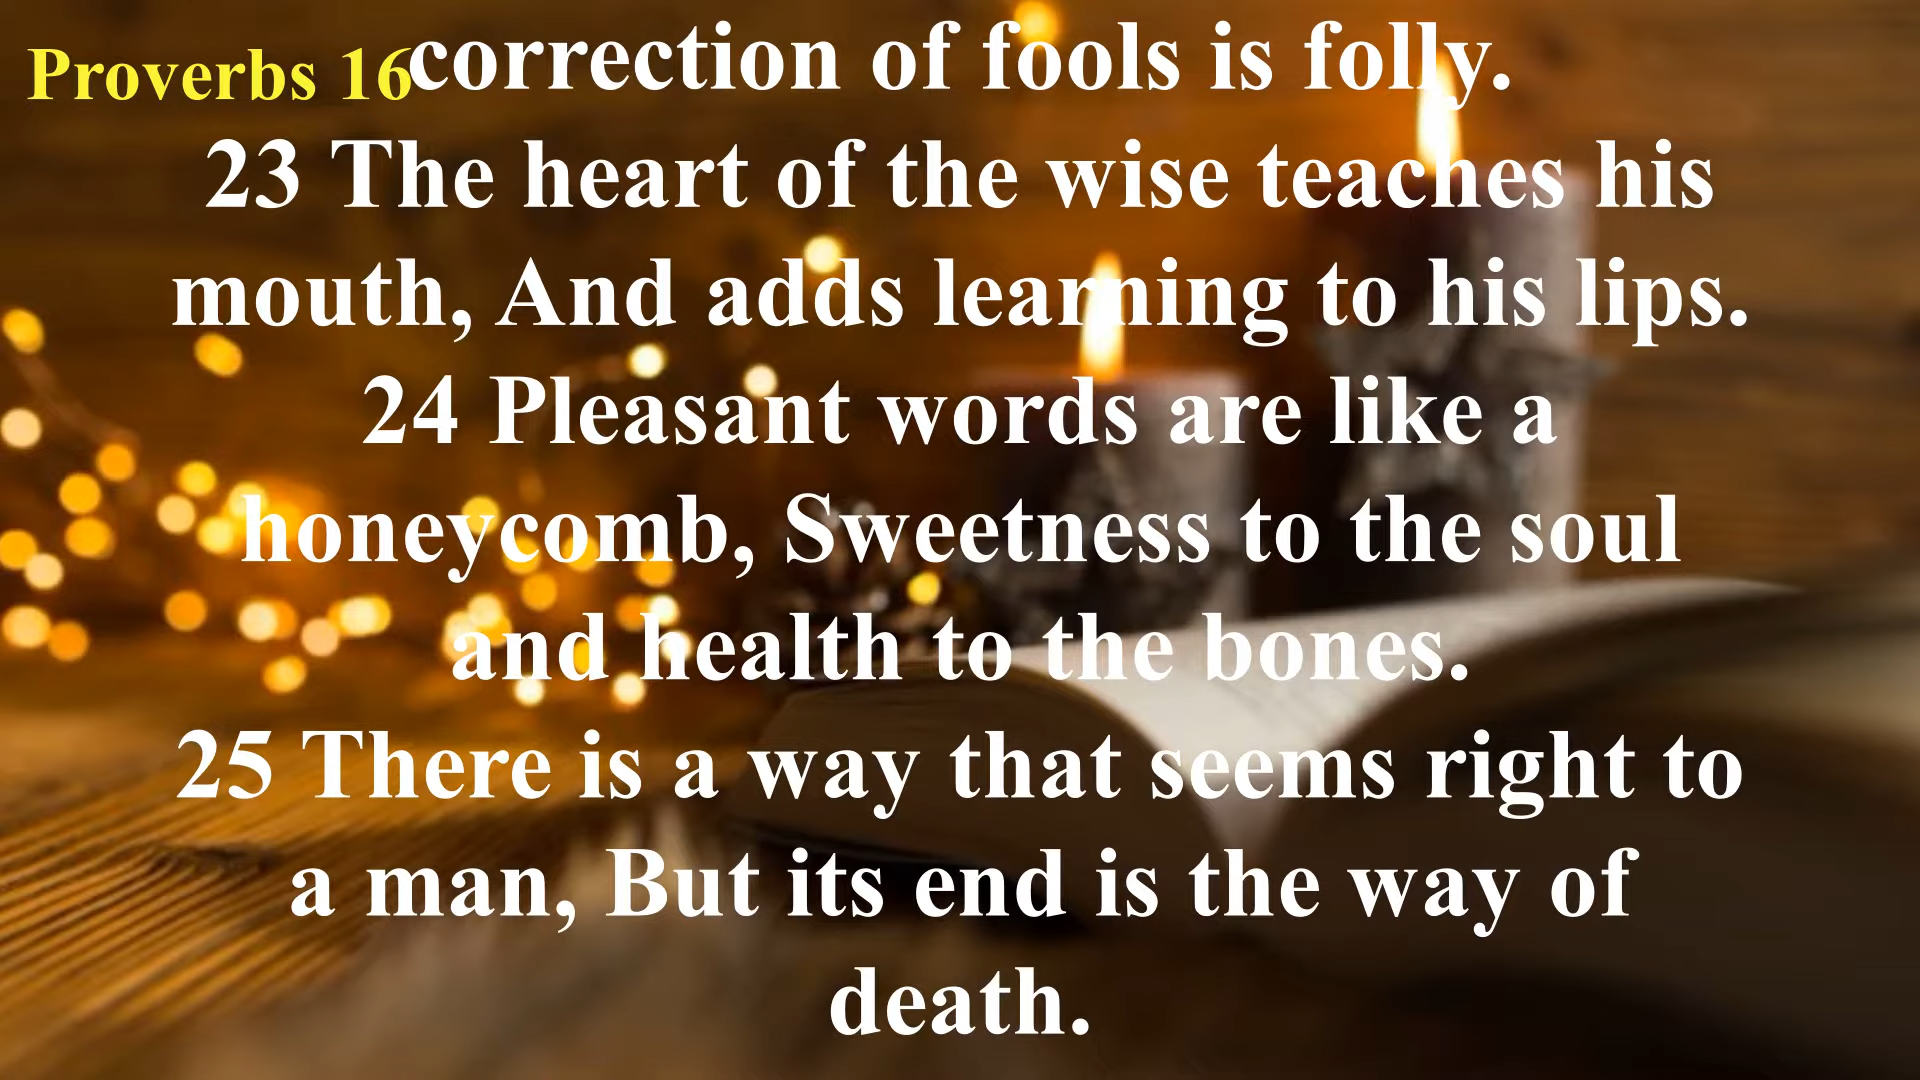 Proverbs 16
correction of fools is folly.
23 The heart of the wise teaches his
mouth, And adds learning to his lips.
24 Pleasant words are like a
honeycomb, Sweetness to the soul
and health to the bones.
25 There is a way that seems right to
a man, But its end is the way of
death.